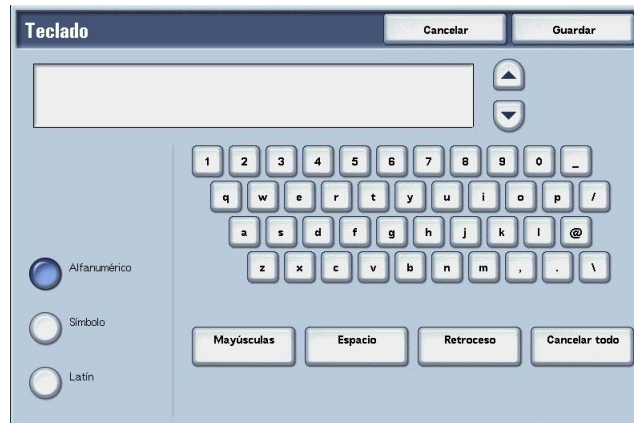 Teclado Cancelar Guardar
1 2 3 4 5 6 7 8 9 0 _
q w e r t y u i o p /
a s d f g h j k l @
z x c v b n m , . \
Alfanumérico
Símbolo
Latín
Mayúsculas Espacio Retroceso Cancelar todo